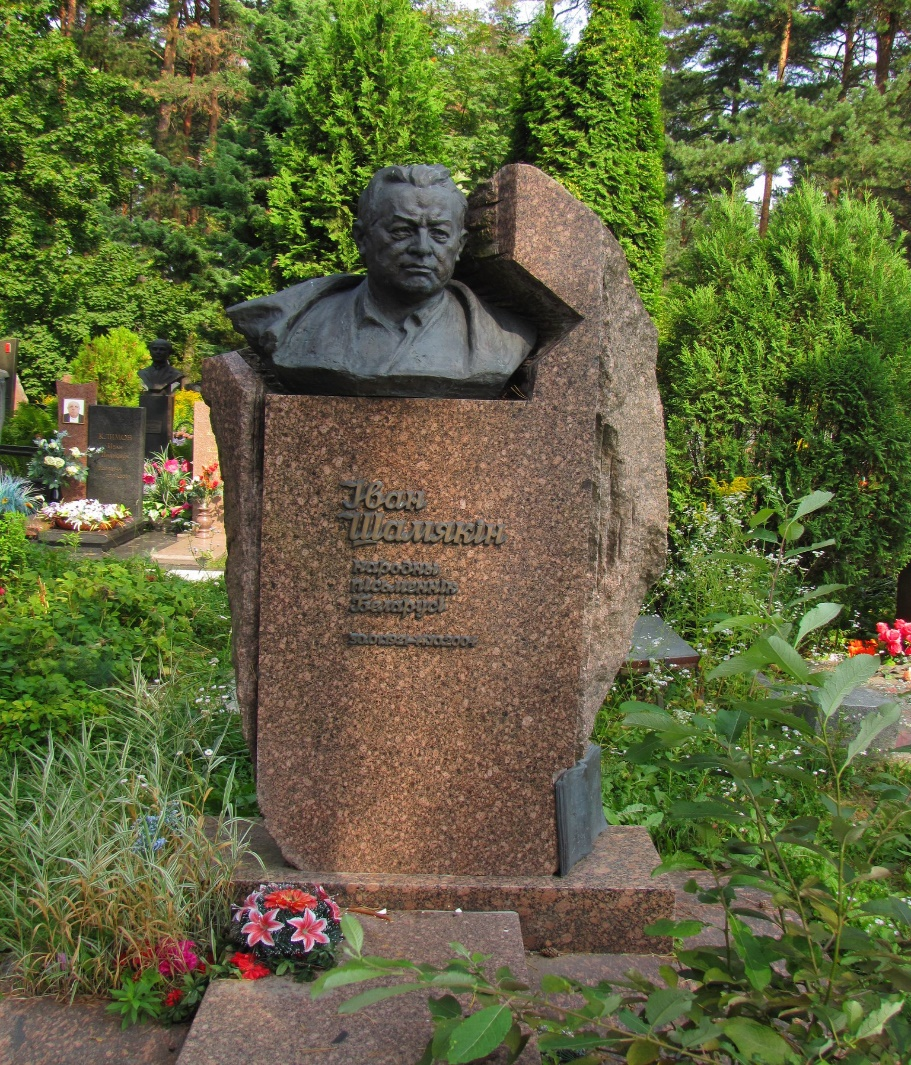 Іван
Шамякін
народны
пісьменнік
Беларусі